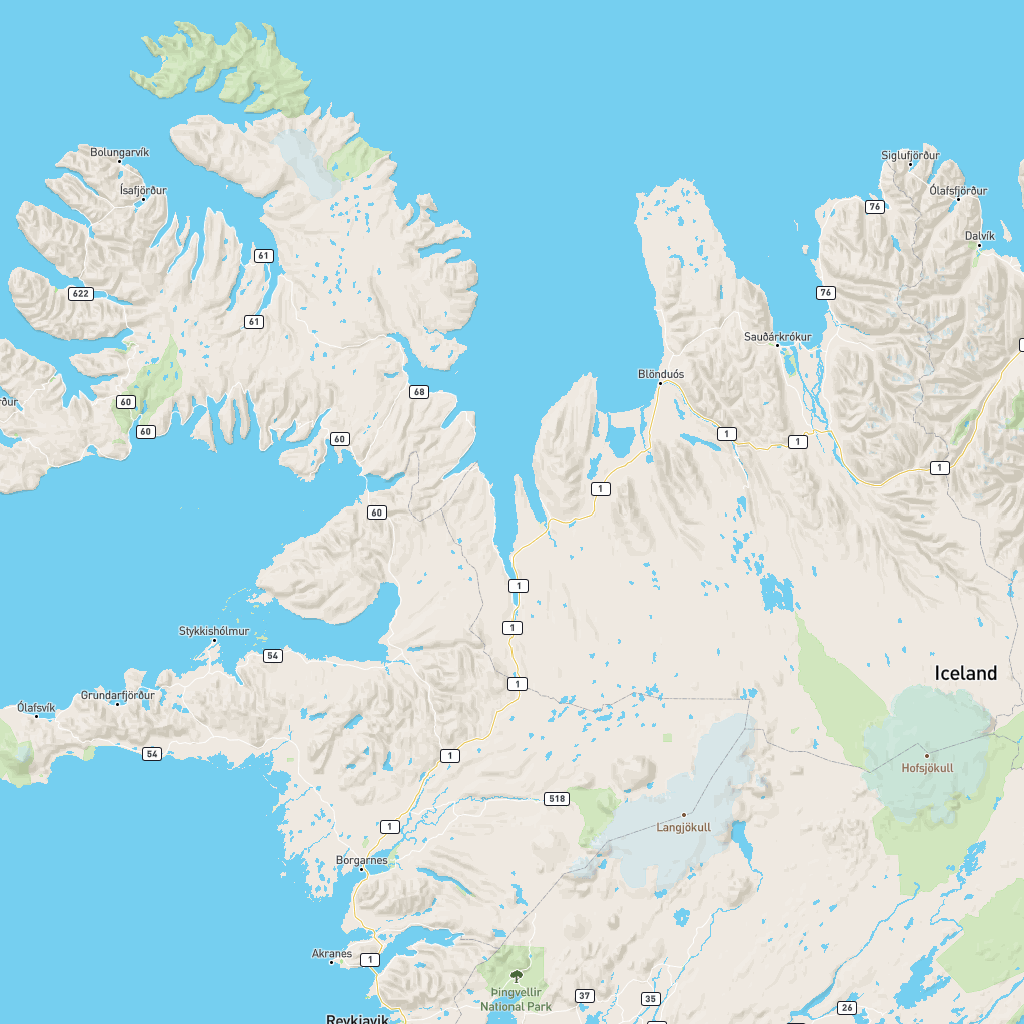 Bolungarvík
Ísafjörður
Siglufjörður
Ólafsfjörður
76
Dalvík
61
622
76
61
Sauðárkrókur
Blönduós
68
60
60
60
1
1
1
1
60
1
1
Stykkishólmur
54
Iceland
1
Grundarfjörður
Ólafsvík
54
1
Hofsjökull
518
1
Langjökull
Borgarnes
Akranes
1
Þingvellir
National Park
37
35
26
Reykjavik